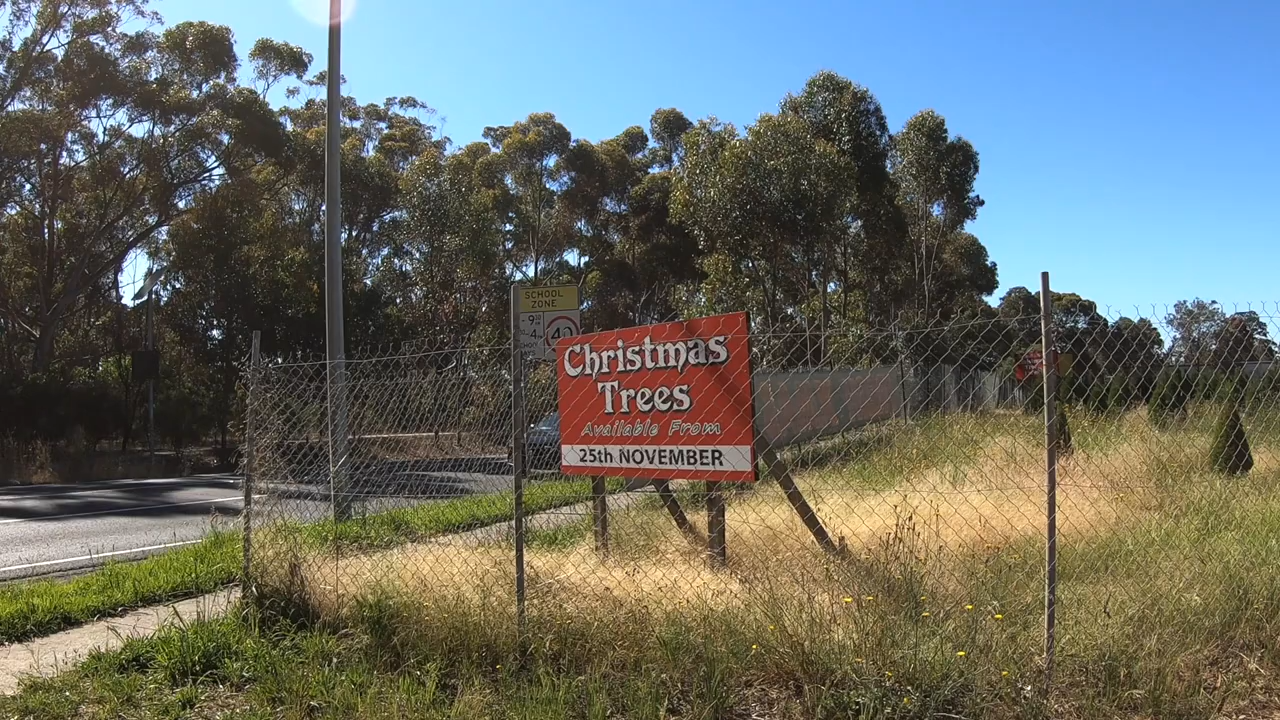 SCHOOL
ZONE
40
Christmas
Trees
Available From
25th NOVEMBER